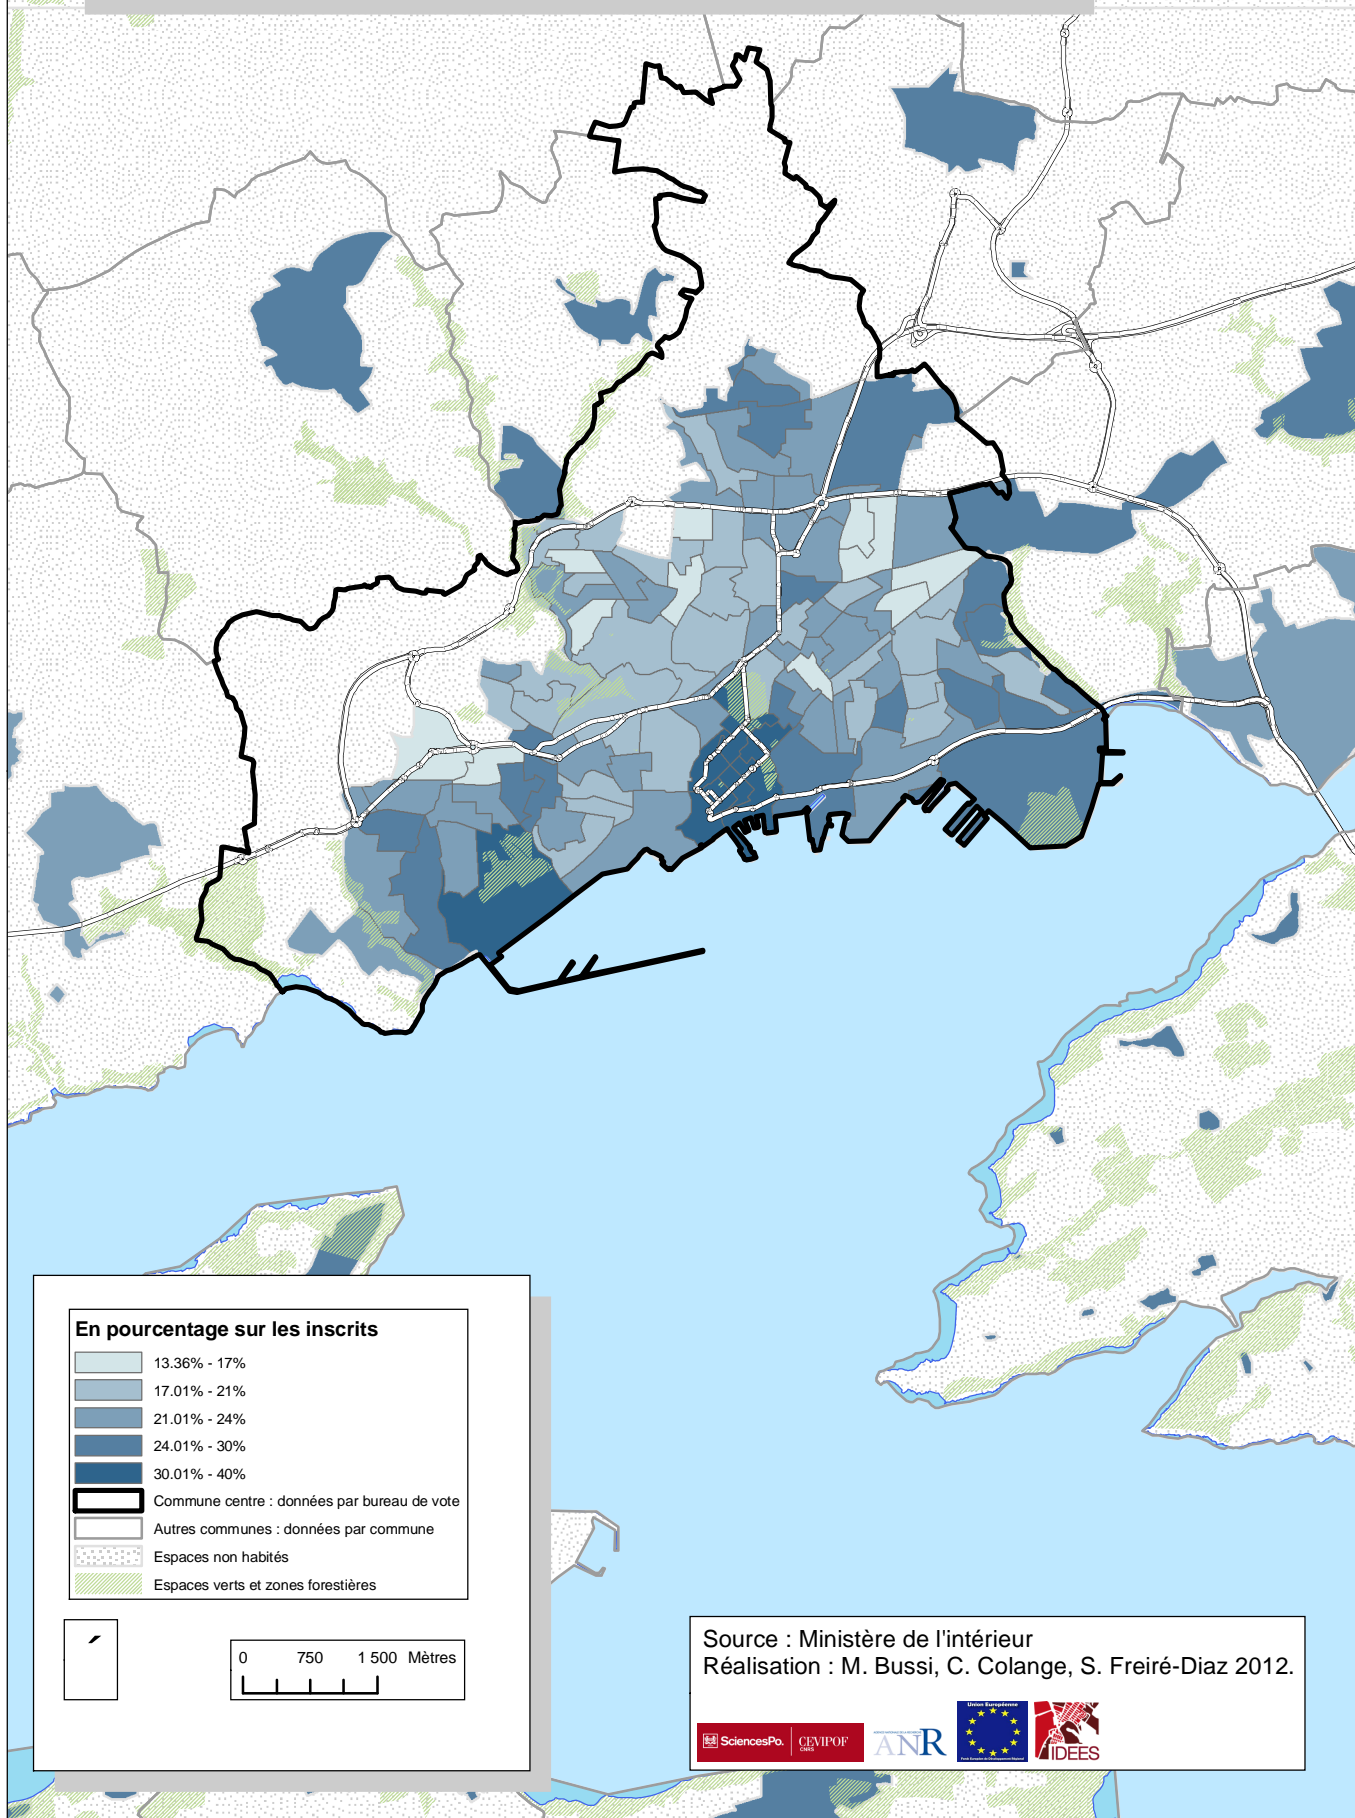 En pourcentage sur les inscrits
13.36% - 17%
17.01% - 21%
21.01% - 24%
24.01% - 30%
30.01% - 40%
Commune centre : données par bureau de vote
Autres communes : données par commune
Espaces non habités
Espaces verts et zones forestières
0 750 1 500 Mètres
Source : Ministère de l'intérieur
Réalisation : M. Bussi, C. Colange, S. Freiré-Diaz 2012.
SciencesPo.
CEVIPOF
CNRS
ANR
Union Européenne
IDEES